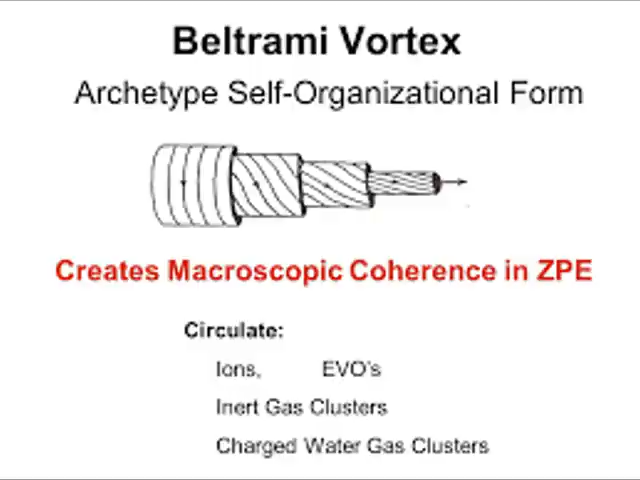 Beltrami Vortex
Archetype Self-Organizational Form
Creates Macroscopic Coherence in ZPE
Circulate:
Ions, EVO's
Inert Gas Clusters
Charged Water Gas Clusters